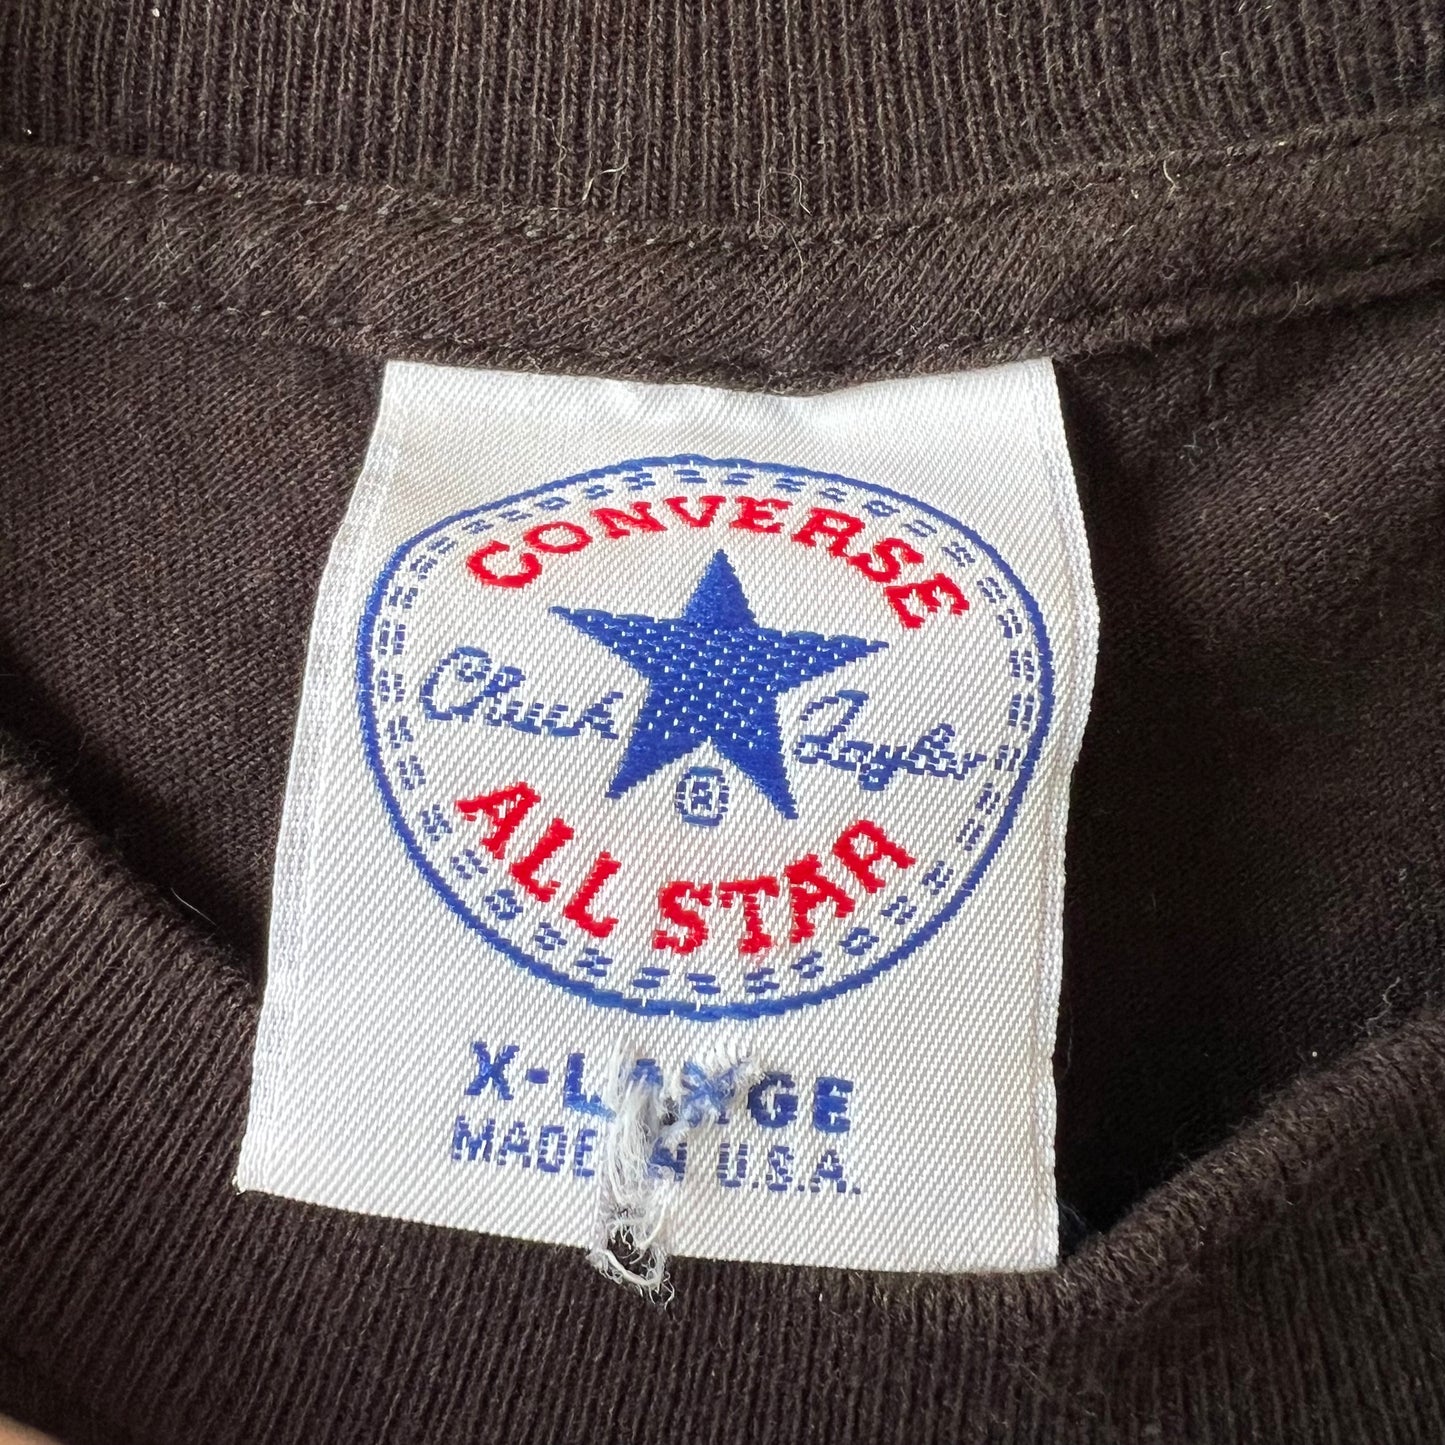 CONVERSE
Chuck Taylor
®
ALL STAR
X-LARGE
MADE IN U.S.A.